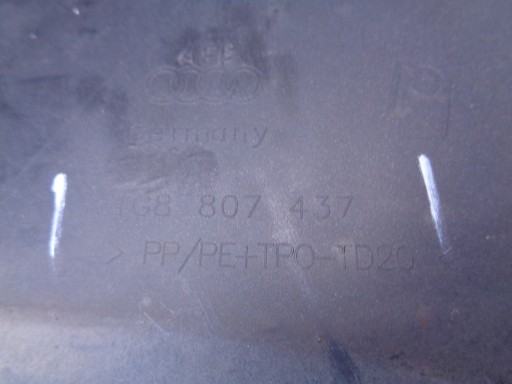 Germany
4G8 807 437
> PP/PE+TPO-TD20